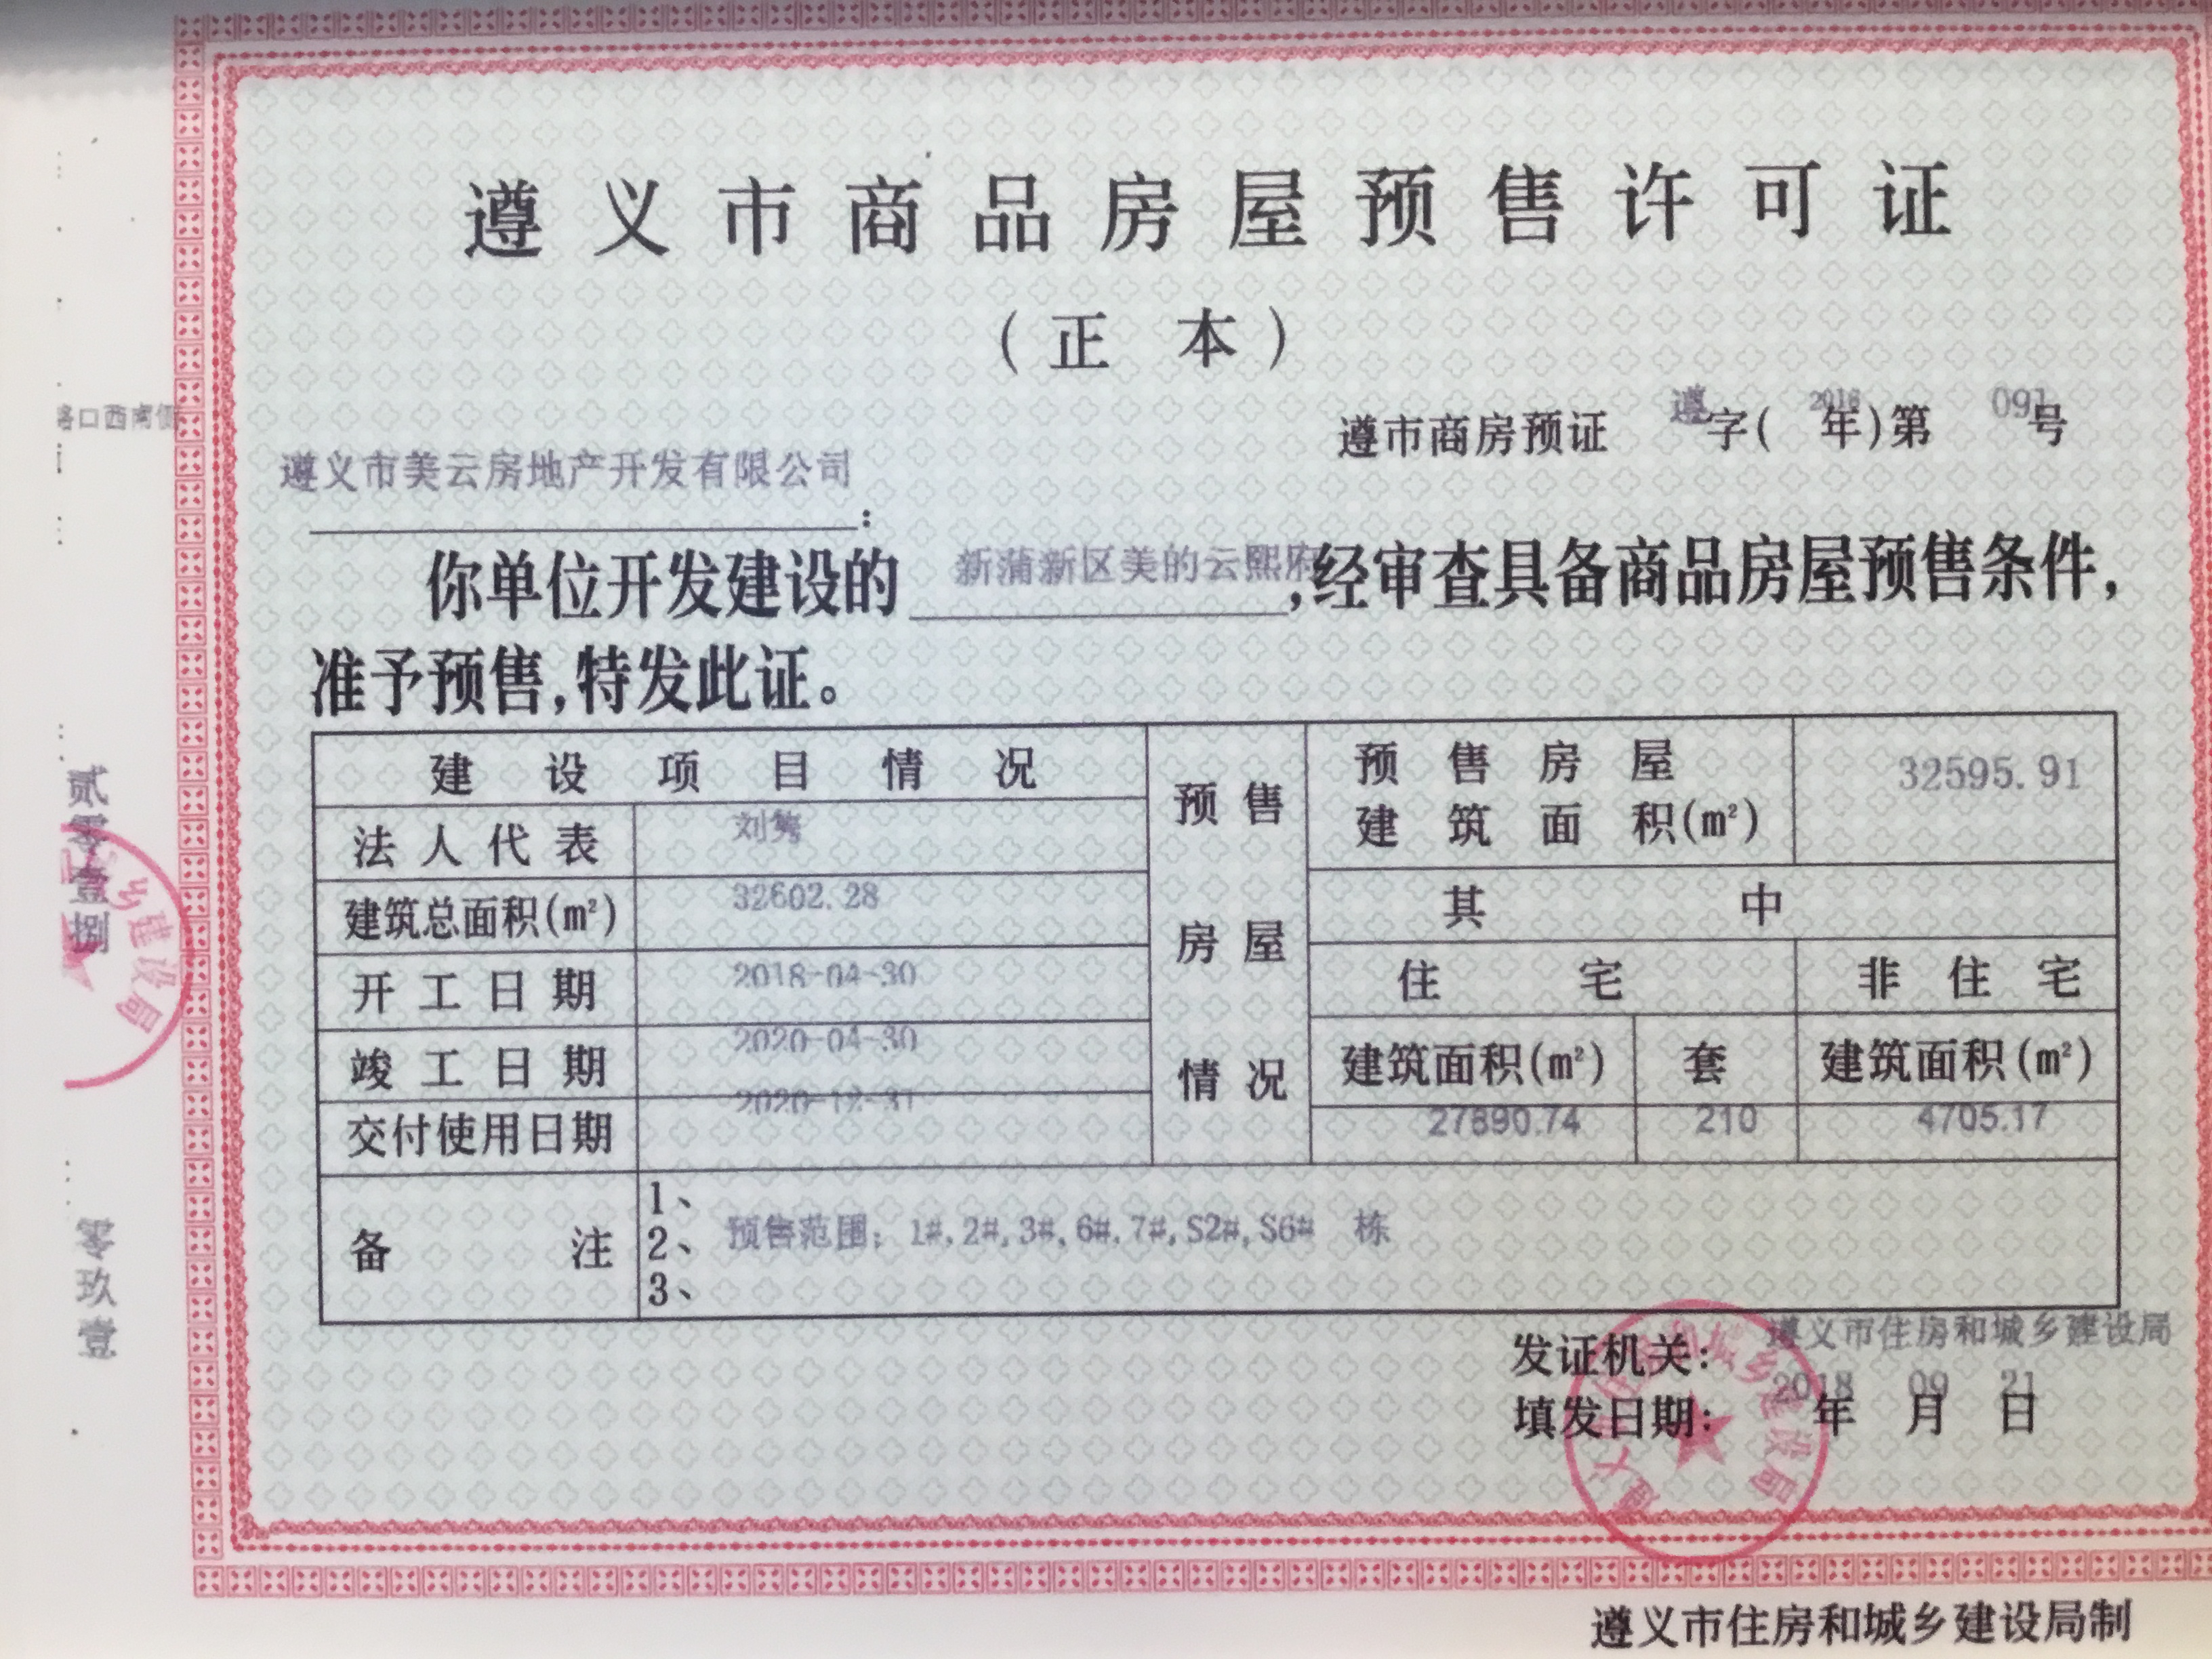 遵义市商品房屋预售许可证
（正 本）
遵市商房预证 遵字( 2018年)第 091号
遵义市美云房地产开发有限公司：
你单位开发建设的 新蒲新区美的云熙府,经审查具备商品房屋预售条件,
准予预售,特发此证。
建设项目情况
法人代表 刘隽
建筑总面积(m²) 32602.28
开工日期 2018-04-30
竣工日期 2020-04-30
交付使用日期 2020-12-31
预售房屋情况
预售房屋建筑面积(m²) 32595.91
其中
住宅 非住宅
建筑面积(m²) 套 建筑面积(m²)
27890.74 210 4705.17
备注
1、
2、预售范围：1#,2#,3#,6#,7#,S2#,S6# 栋
3、
发证机关: 遵义市住房和城乡建设局
填发日期: 2018年 09月 21日
遵义市住房和城乡建设局制
口西南侧
贰零壹捌
零玖壹
乡建设局